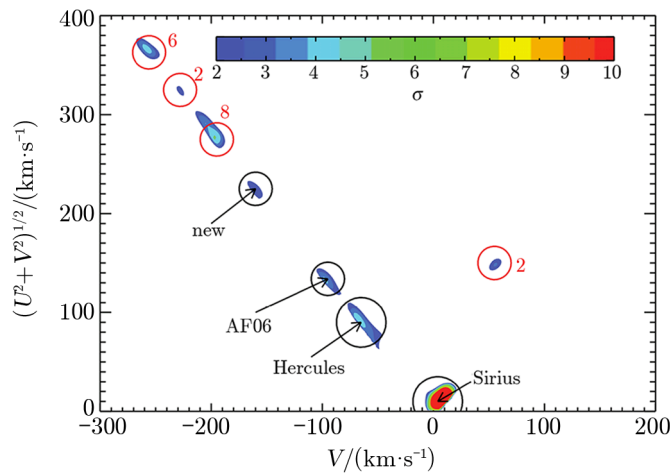 400
6
2
2 3 4 5 6 7 8 9 10
σ
8
300
(U²+V²)^1/2/(km·s⁻¹)
200
new
2
AF06
100
Hercules
Sirius
0
−300 −200 −100 0 100 200
V/(km·s⁻¹)